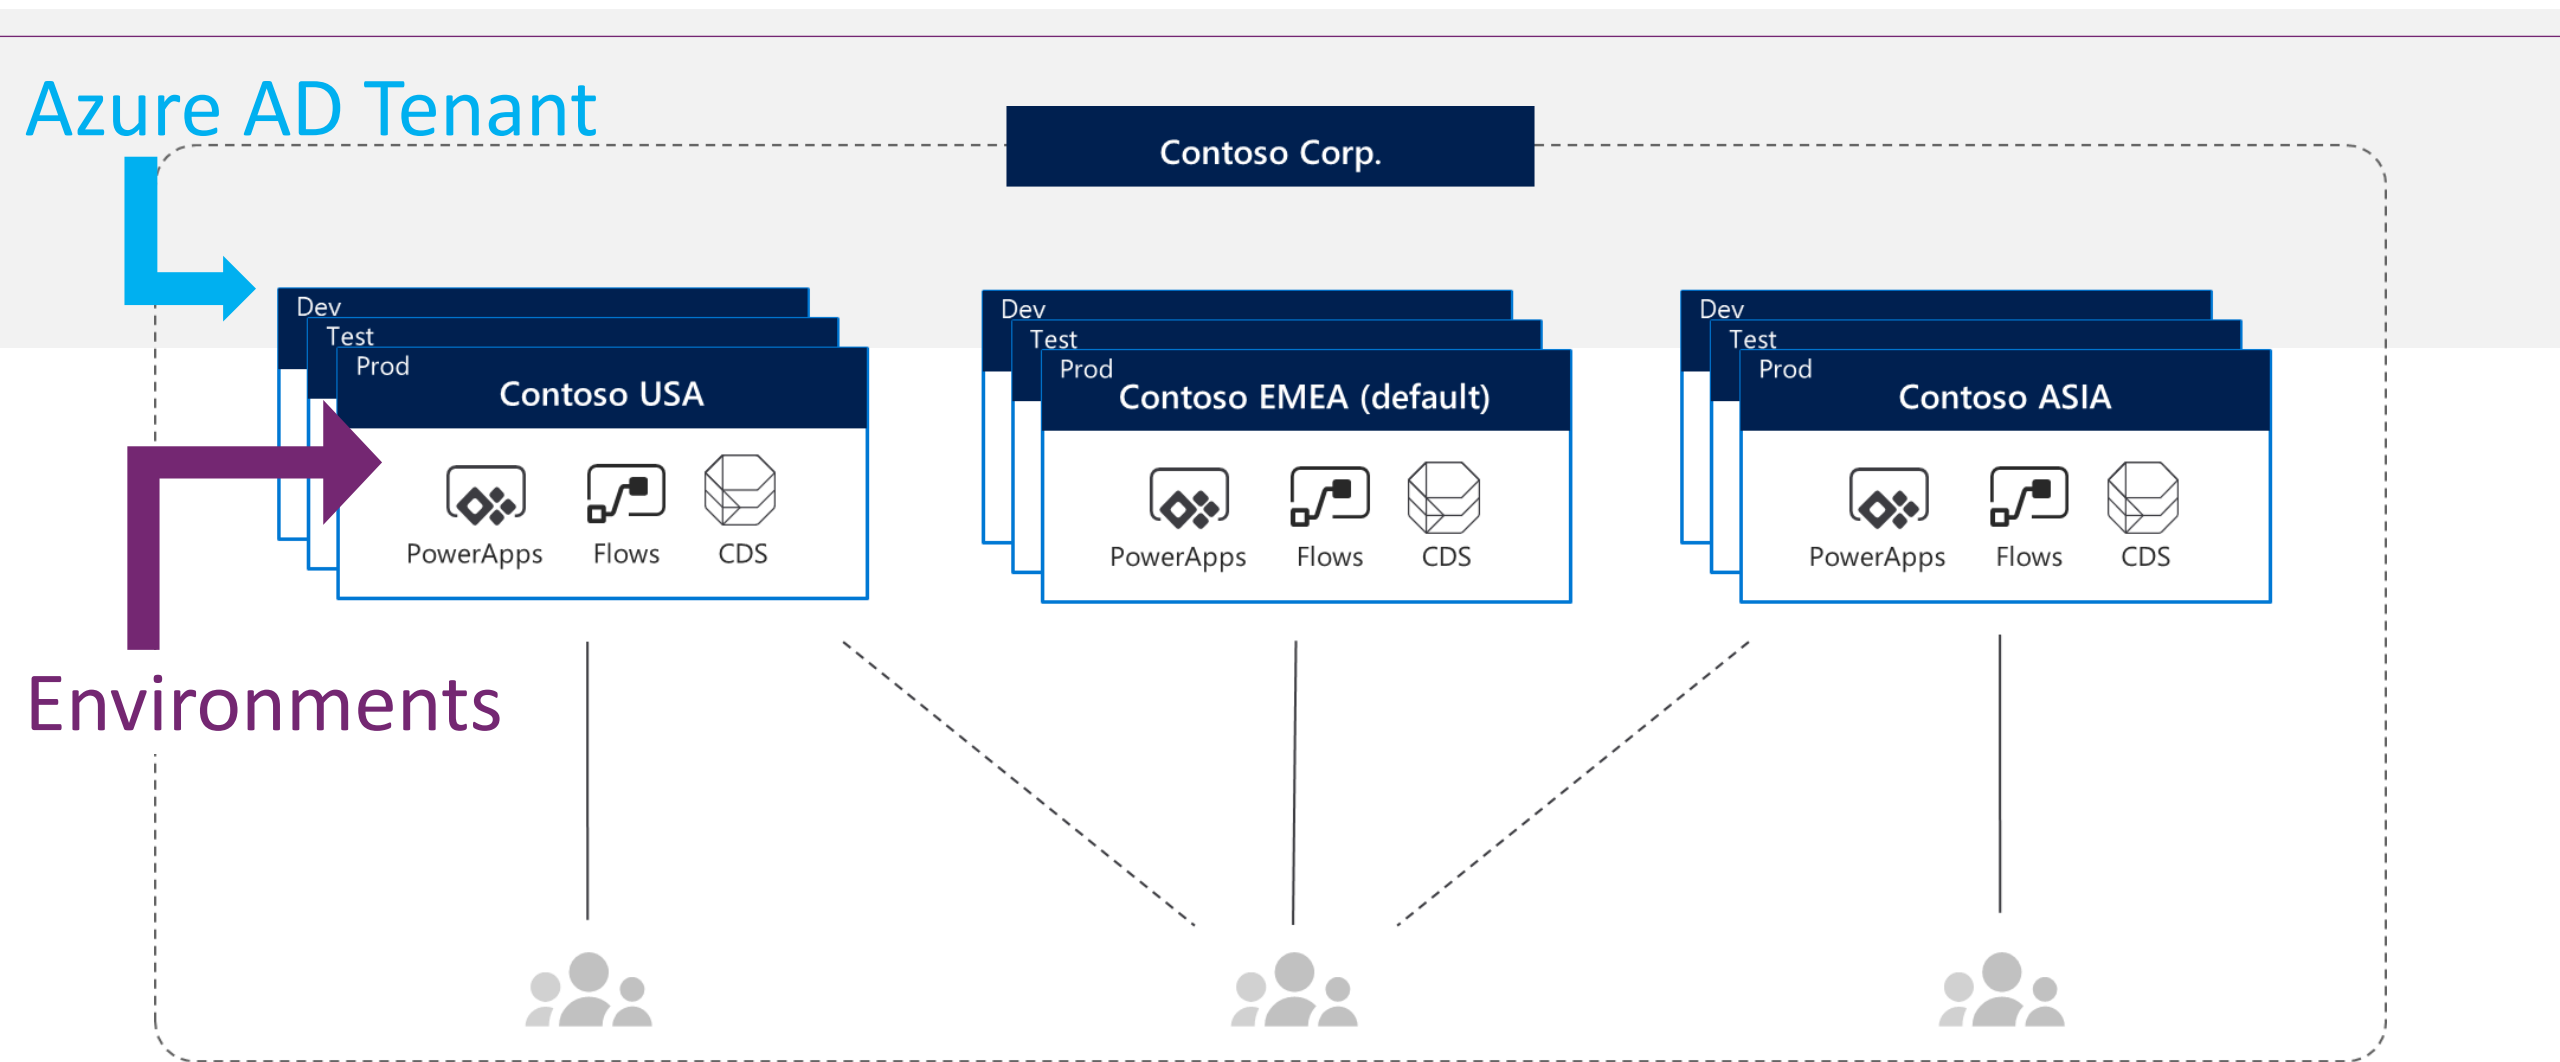 Azure AD Tenant
Contoso Corp.
Dev
Test
Prod
Contoso USA
PowerApps
Flows
CDS
Dev
Test
Prod
Contoso EMEA (default)
PowerApps
Flows
CDS
Dev
Test
Prod
Contoso ASIA
PowerApps
Flows
CDS
Environments